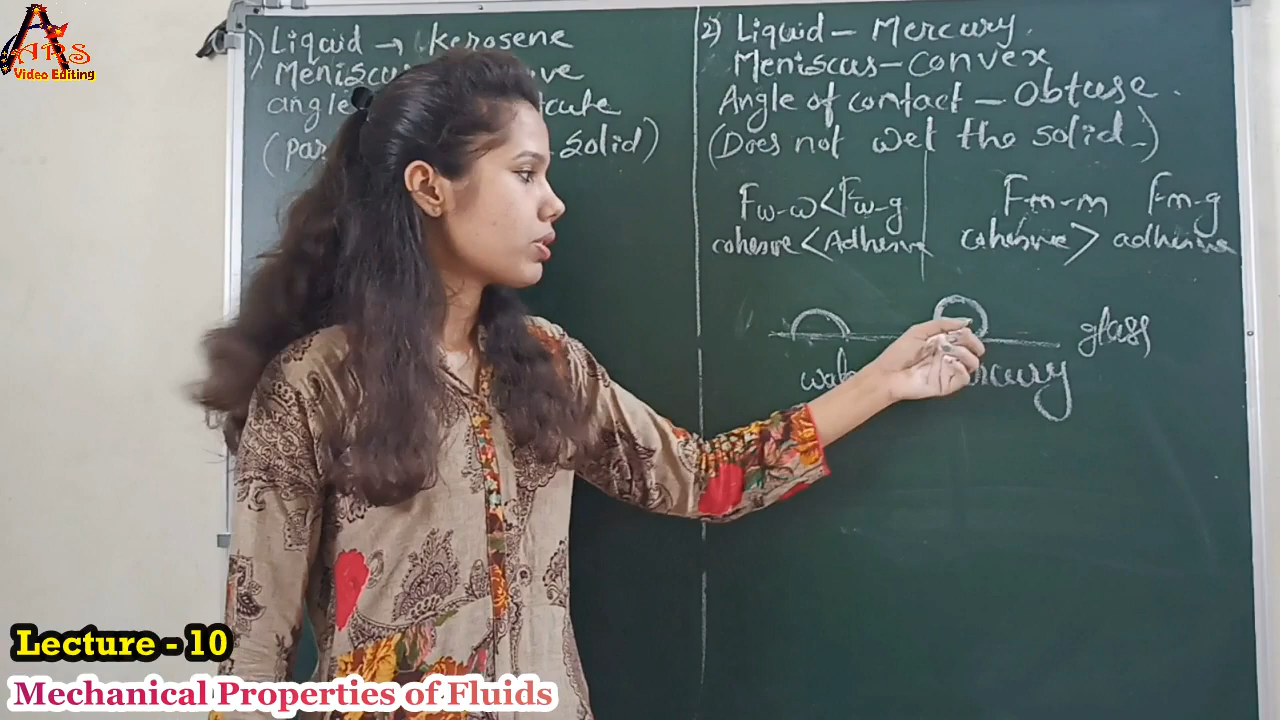 ARS
Video Editing
1) Liquid → kerosene
Meniscus
angle acute
(par solid)
2) Liquid - Mercury.
Meniscus - convex
Angle of contact - Obtuse.
(Does not wet the solid.)
Fw-w < Fw-g
cohesive < Adhesive
Fm-m Fm-g
cohesive > adhesive
glass
Lecture - 10
Mechanical Properties of Fluids